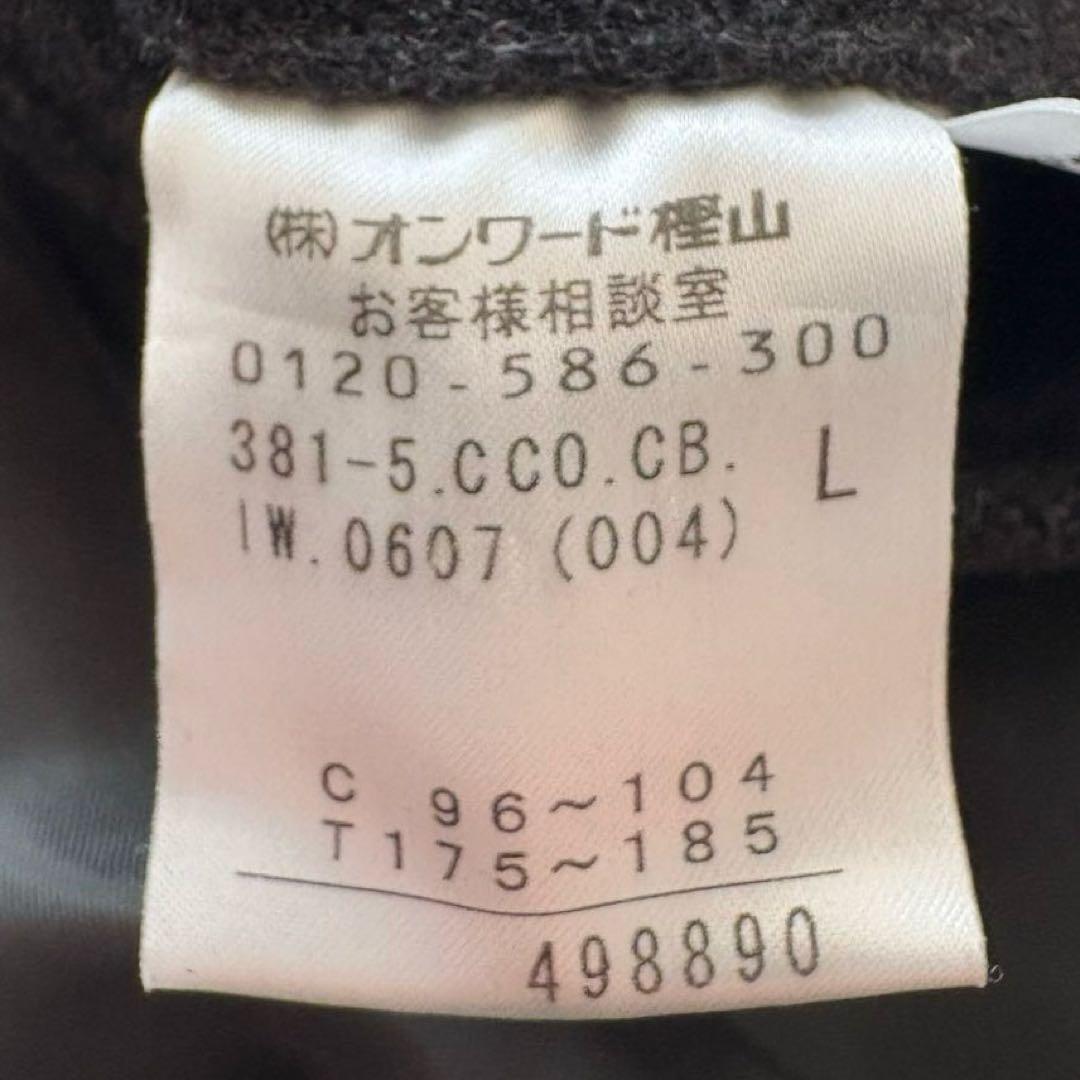 ㈱オンワード樫山
お客様相談室
0120-586-300
381-5.CCO.CB. L
IW.0607(004)
C 96~104
T175~185
498890